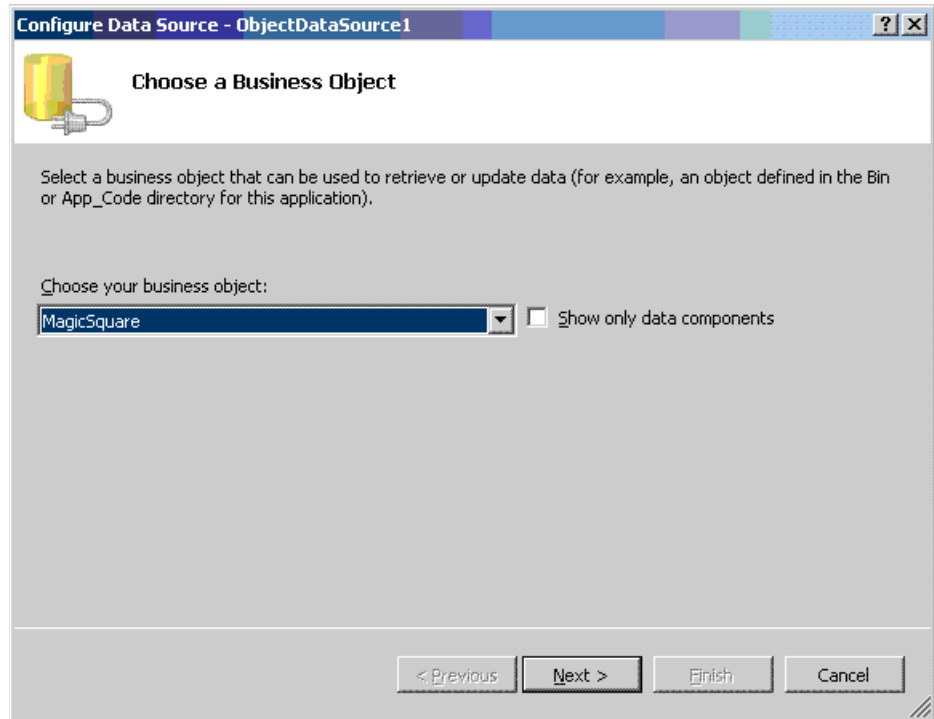 Configure Data Source - ObjectDataSource1
Choose a Business Object
Select a business object that can be used to retrieve or update data (for example, an object defined in the Bin
or App_Code directory for this application).
Choose your business object:
MagicSquare
Show only data components
< Previous
Next >
Finish
Cancel